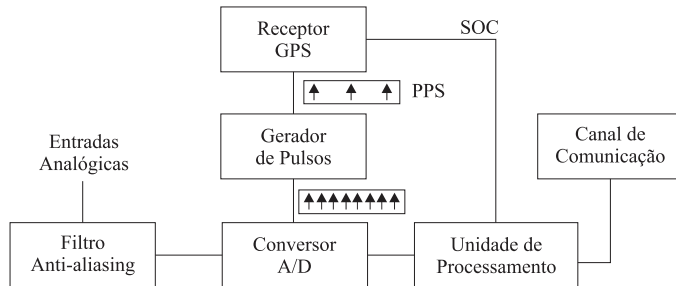 Receptor
GPS
SOC
PPS
Gerador
de Pulsos
Canal de
Comunicação
Entradas
Analógicas
Filtro
Anti-aliasing
Conversor
A/D
Unidade de
Processamento